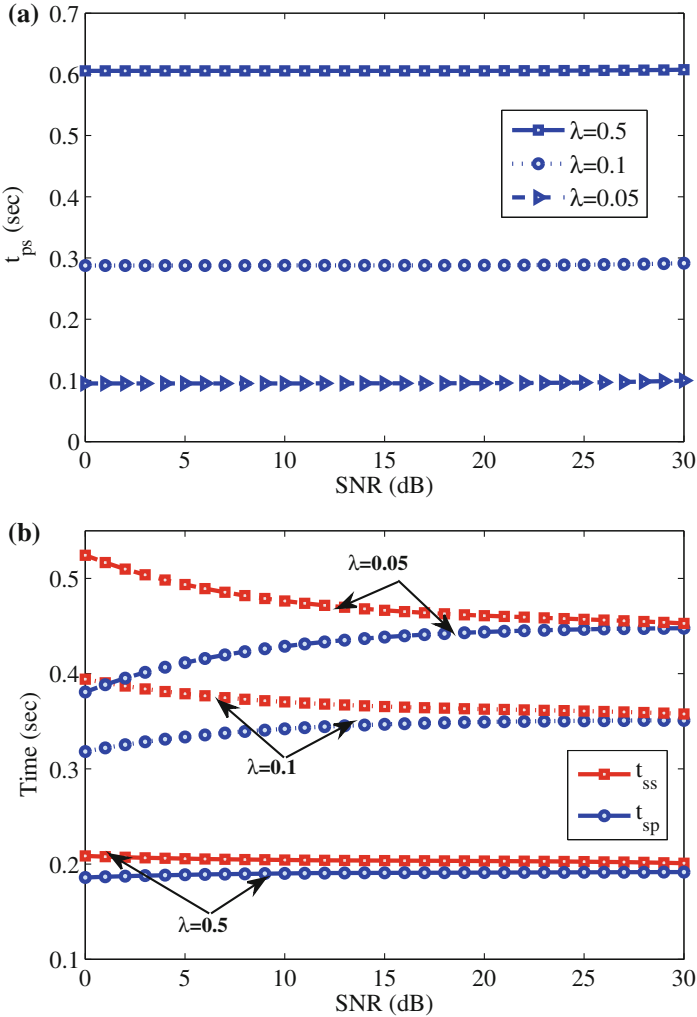 (a)
0.7
0.6
0.5
0.4
0.3
0.2
0.1
0
t_ps (sec)
λ=0.5
λ=0.1
λ=0.05
0 5 10 15 20 25 30
SNR (dB)
(b)
0.5
0.4
0.3
0.2
0.1
Time (sec)
λ=0.05
λ=0.1
λ=0.5
t_ss
t_sp
0 5 10 15 20 25 30
SNR (dB)